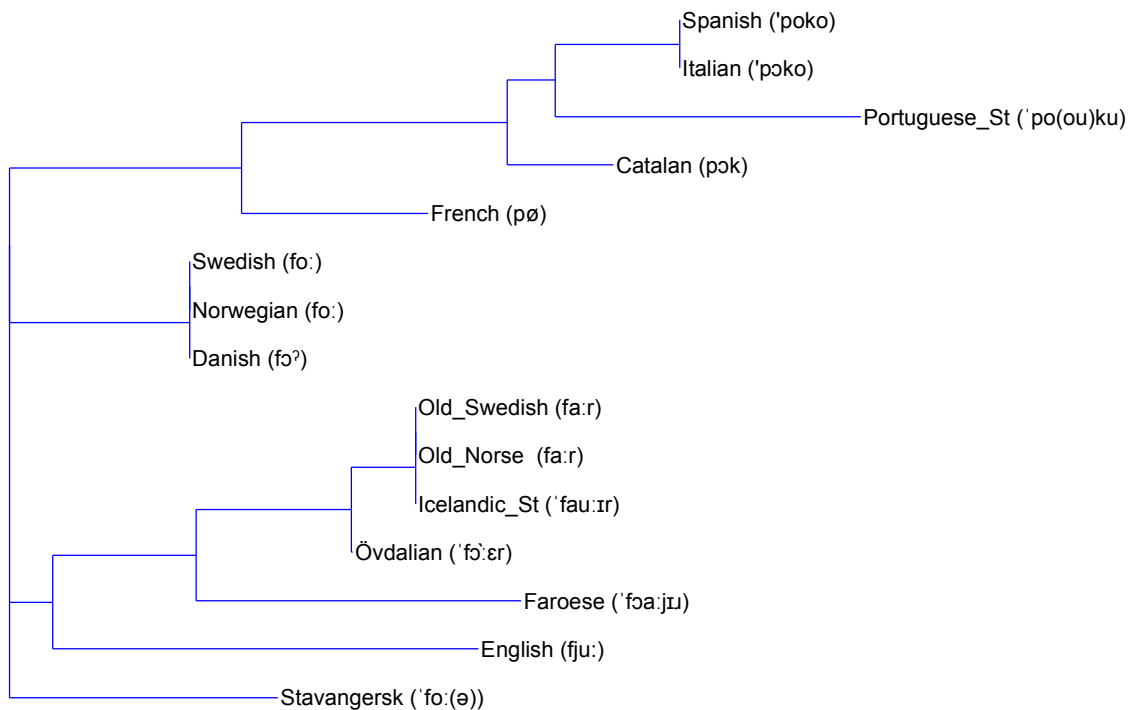 Spanish ('poko)
Italian ('pɔko)
Portuguese_St (ˈpo(ou)ku)
Catalan (pɔk)
French (pø)
Swedish (foː)
Norwegian (foː)
Danish (fɔˀ)
Old_Swedish (faːr)
Old_Norse (faːr)
Icelandic_St (ˈfauːɪr)
Övdalian (ˈfɔ̀ːɛr)
Faroese (ˈfɔaːjɪɹ)
English (fjuː)
Stavangersk (ˈfoː(ə))